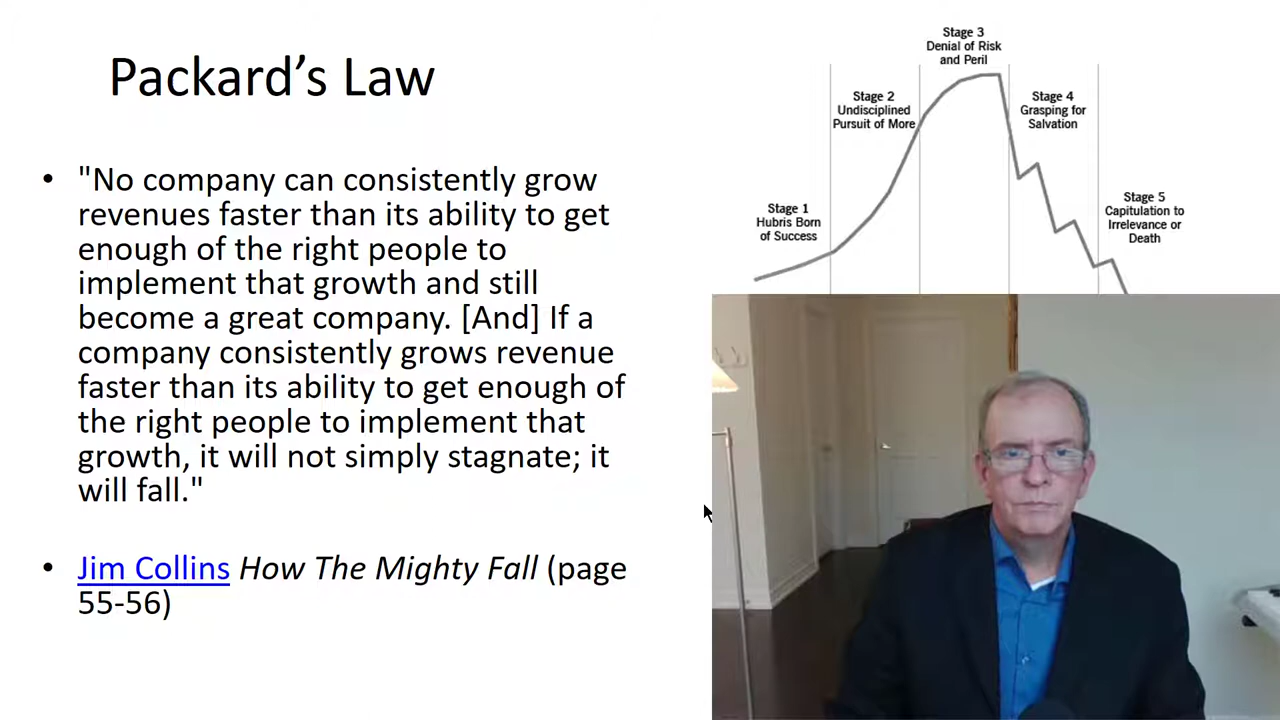 Packard's Law
• "No company can consistently grow
revenues faster than its ability to get
enough of the right people to
implement that growth and still
become a great company. [And] If a
company consistently grows revenue
faster than its ability to get enough of
the right people to implement that
growth, it will not simply stagnate; it
will fall."
• Jim Collins How The Mighty Fall (page
55-56)
Stage 1
Hubris Born
of Success
Stage 2
Undisciplined
Pursuit of More
Stage 3
Denial of Risk
and Peril
Stage 4
Grasping for
Salvation
Stage 5
Capitulation to
Irrelevance or
Death